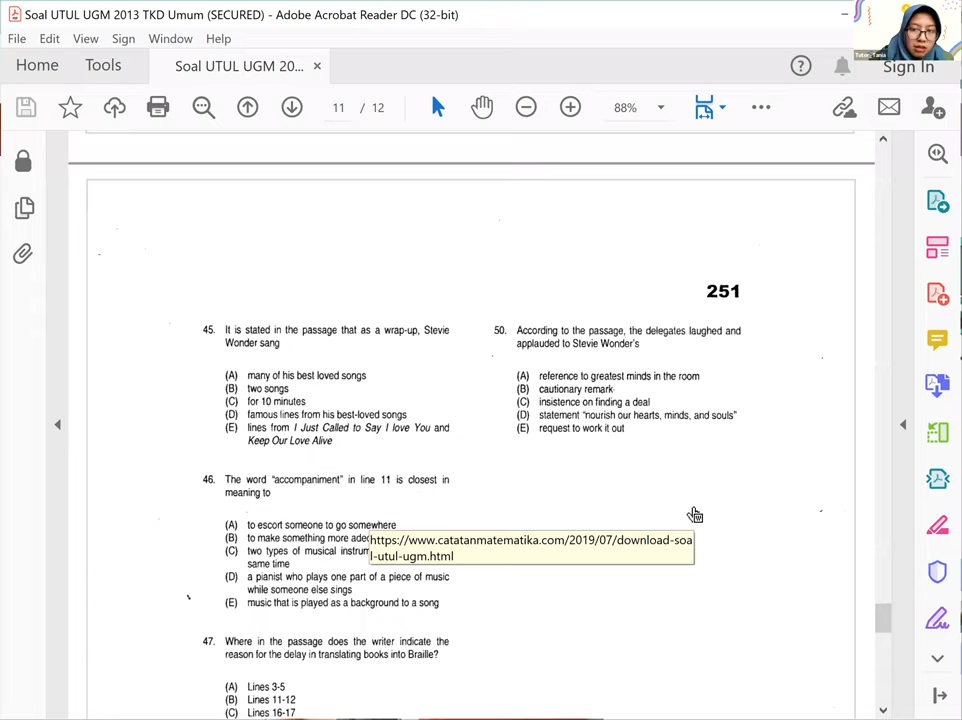 Soal UTUL UGM 2013 TKD Umum (SECURED) - Adobe Acrobat Reader DC (32-bit)
File Edit View Sign Window Help
Home Tools Soal UTUL UGM 20... × Sign In
11 / 12 88%
Tutor_Tania
251
45. It is stated in the passage that as a wrap-up, Stevie
Wonder sang
(A) many of his best loved songs
(B) two songs
(C) for 10 minutes
(D) famous lines from his best-loved songs
(E) lines from I Just Called to Say I love You and
Keep Our Love Alive
46. The word "accompaniment" in line 11 is closest in
meaning to
(A) to escort someone to go somewhere
(B) to make something more
(C) two types of musical
same time
(D) a pianist who plays one part of a piece of music
while someone else sings
(E) music that is played as a background to a song
47. Where in the passage does the writer indicate the
reason for the delay in translating books into Braille?
(A) Lines 3-5
(B) Lines 11-12
(C) Lines 16-17
50. According to the passage, the delegates laughed and
applauded to Stevie Wonder's
(A) reference to greatest minds in the room
(B) cautionary remark
(C) insistence on finding a deal
(D) statement "nourish our hearts, minds, and souls"
(E) request to work it out
https://www.catatanmatematika.com/2019/07/download-soa
l-utul-ugm.html